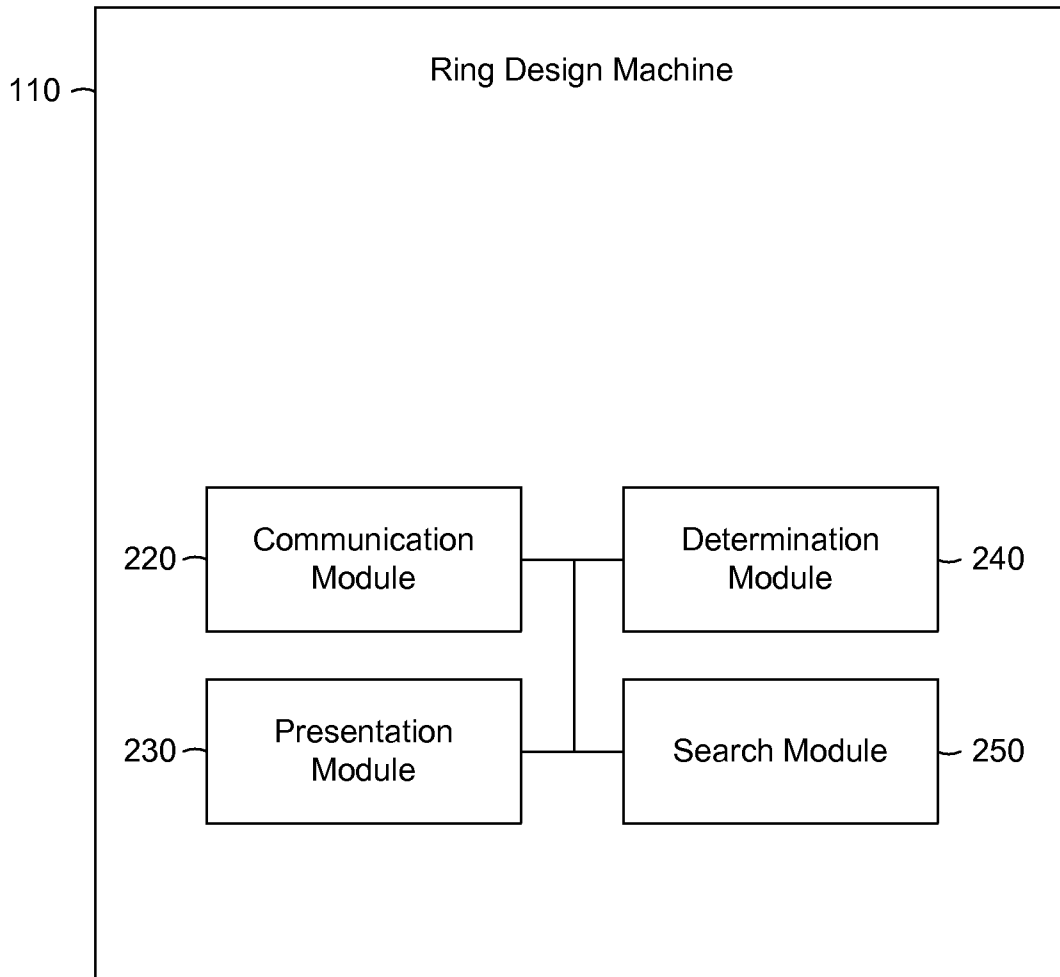 Ring Design Machine
110
Communication
Module
220
Determination
Module
240
Presentation
Module
230
Search Module
250